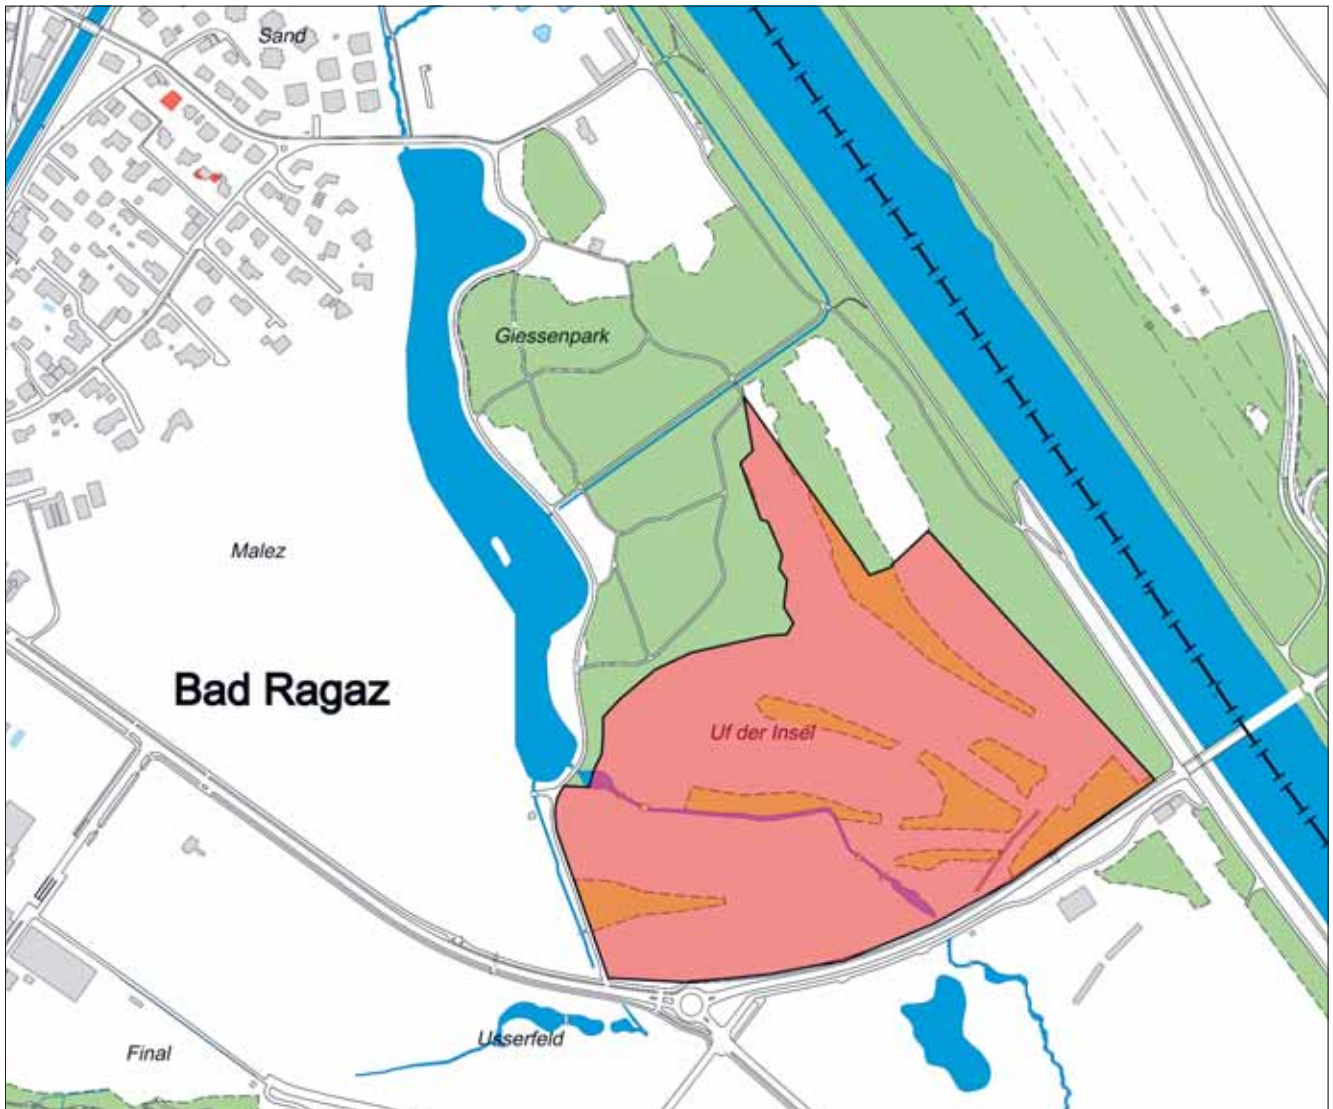 Sand
Giessenpark
Malez
Bad Ragaz
Uf der Insel
Usserfeld
Final